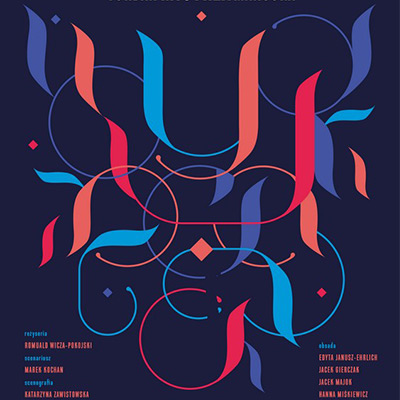 reżyseria
ROMUALD WICZA-POKOJSKI
scenariusz
MAREK KOCHAN
scenografia
KATARZYNA ZAWISTOWSKA
obsada
EDYTA JANUSZ-EHRLICH
JACEK GIERCZAK
JACEK MAJOK
HANNA MIŚKIEWICZ